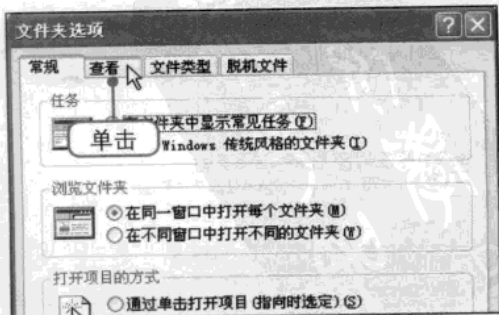 文件夹选项
常规 查看 文件类型 脱机文件
任务
件夹中显示常见任务(F)
单击
Windows 传统风格的文件夹(I)
浏览文件夹
在同一窗口中打开每个文件夹(M)
在不同窗口中打开不同的文件夹(W)
打开项目的方式
通过单击打开项目(指向时选定)(S)